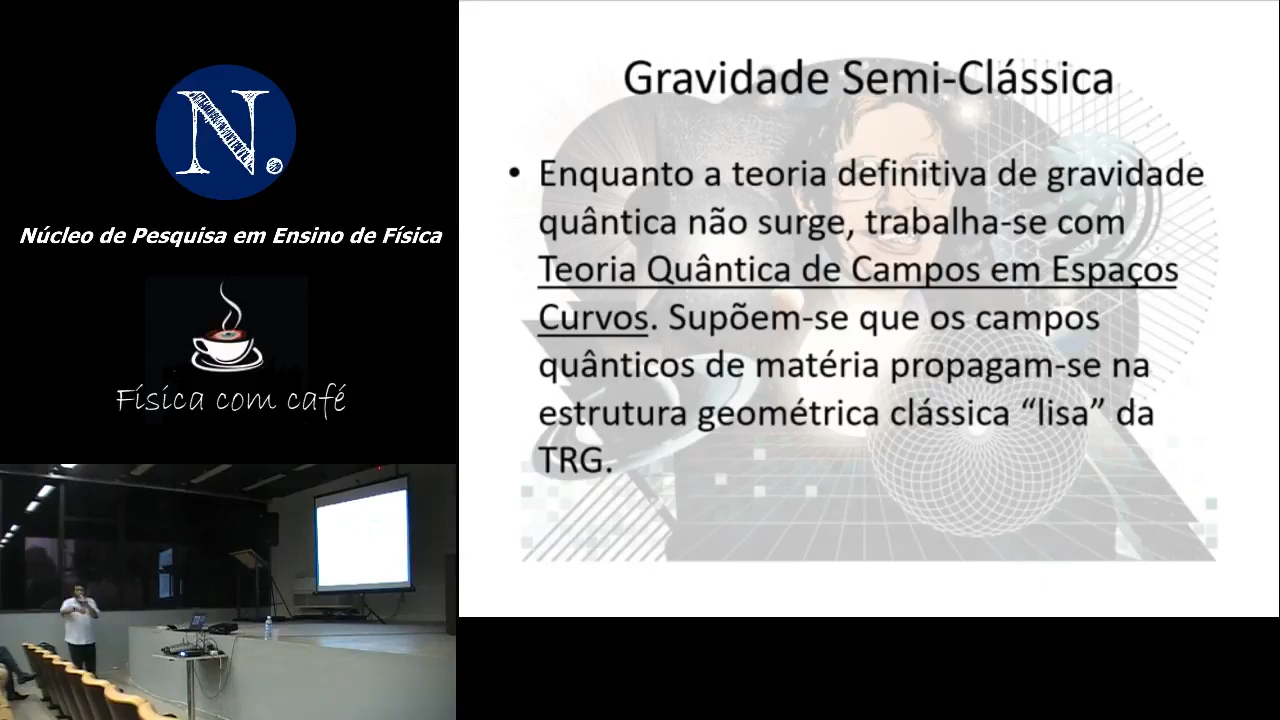 N.
Núcleo de Pesquisa em Ensino de Física
Física com café
Gravidade Semi-Clássica
• Enquanto a teoria definitiva de gravidade
quântica não surge, trabalha-se com
Teoria Quântica de Campos em Espaços
Curvos. Supõem-se que os campos
quânticos de matéria propagam-se na
estrutura geométrica clássica “lisa” da
TRG.